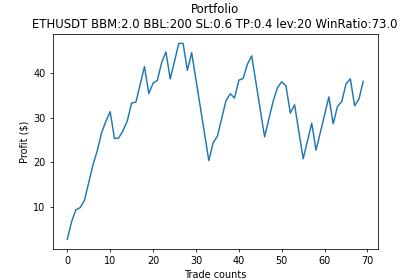 Portfolio
ETHUSDT BBM:2.0 BBL:200 SL:0.6 TP:0.4 lev:20 WinRatio:73.0
Profit ($)
40
30
20
10
0 10 20 30 40 50 60 70
Trade counts